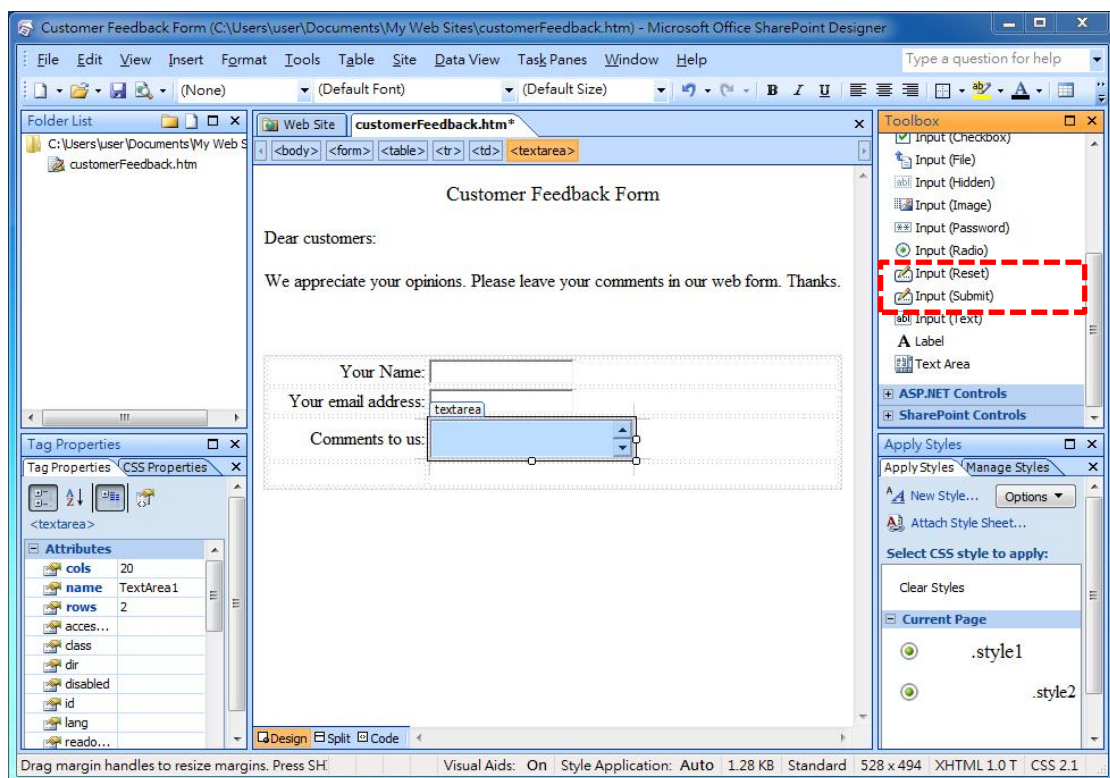 Customer Feedback Form (C:\Users\user\Documents\My Web Sites\customerFeedback.htm) - Microsoft Office SharePoint Designer
File Edit View Insert Format Tools Table Site Data View Task Panes Window Help Type a question for help
(None) (Default Font) (Default Size) B I U A
Folder List
C:\Users\user\Documents\My Web S
customerFeedback.htm
Web Site customerFeedback.htm*
<body> <form> <table> <tr> <td> <textarea>
Customer Feedback Form
Dear customers:
We appreciate your opinions. Please leave your comments in our web form. Thanks.
Your Name:
Your email address:
textarea
Comments to us:
Design Split Code
Toolbox
Input (Checkbox)
Input (File)
Input (Hidden)
Input (Image)
Input (Password)
Input (Radio)
Input (Reset)
Input (Submit)
Input (Text)
A Label
Text Area
ASP.NET Controls
SharePoint Controls
Tag Properties
Tag Properties CSS Properties
<textarea>
Attributes
cols 20
name TextArea1
rows 2
acces...
class
dir
disabled
id
lang
reado...
Apply Styles
Apply Styles Manage Styles
New Style... Options
Attach Style Sheet...
Select CSS style to apply:
Clear Styles
Current Page
.style1
.style2
Drag margin handles to resize margins. Press SH Visual Aids: On Style Application: Auto 1.28 KB Standard 528 x 494 XHTML 1.0 T CSS 2.1